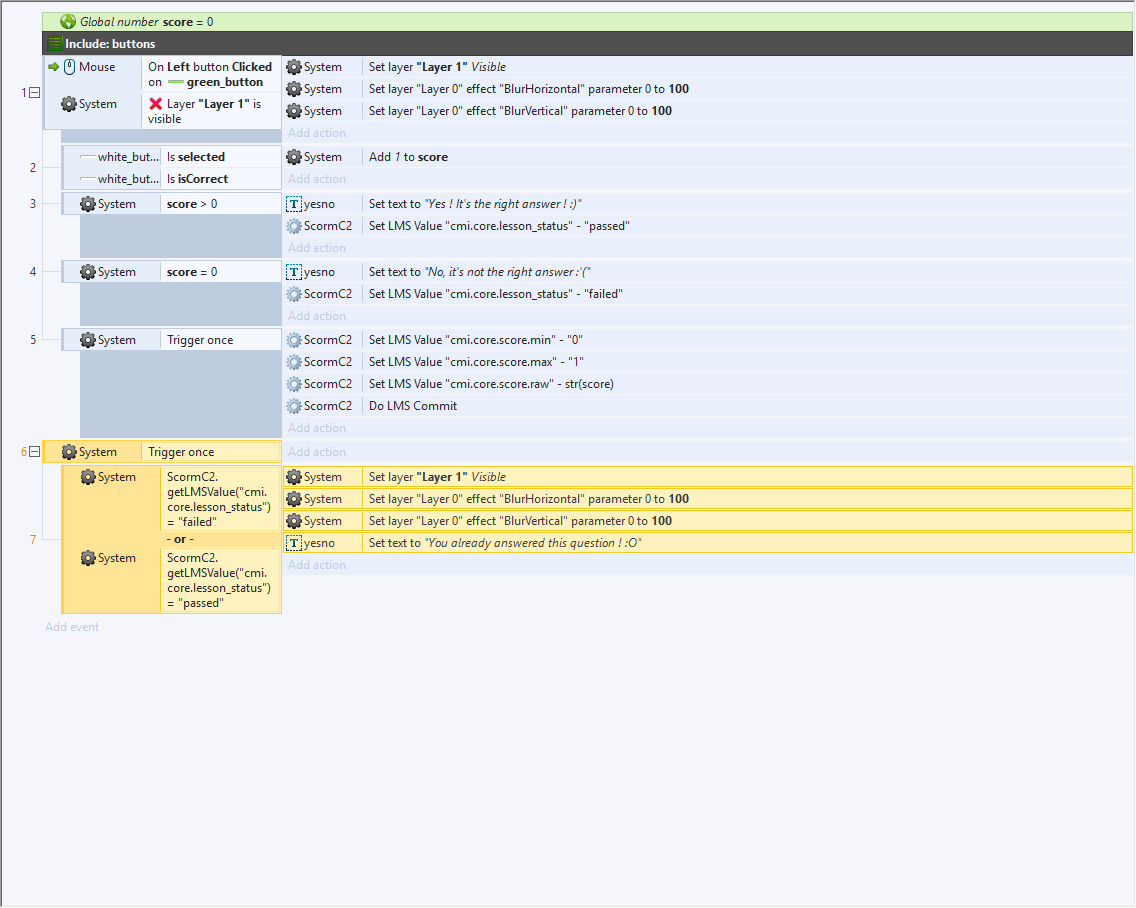 Global number score = 0
Include: buttons
1
Mouse
On Left button Clicked
on green_button
System
Layer "Layer 1" is
visible
System Set layer "Layer 1" Visible
System Set layer "Layer 0" effect "BlurHorizontal" parameter 0 to 100
System Set layer "Layer 0" effect "BlurVertical" parameter 0 to 100
Add action
2
white_but... Is selected
white_but... Is isCorrect
System Add 1 to score
Add action
3
System score > 0
yesno Set text to "Yes ! It's the right answer ! :)"
ScormC2 Set LMS Value "cmi.core.lesson_status" - "passed"
Add action
4
System score = 0
yesno Set text to "No, it's not the right answer :'("
ScormC2 Set LMS Value "cmi.core.lesson_status" - "failed"
Add action
5
System Trigger once
ScormC2 Set LMS Value "cmi.core.score.min" - "0"
ScormC2 Set LMS Value "cmi.core.score.max" - "1"
ScormC2 Set LMS Value "cmi.core.score.raw" - str(score)
ScormC2 Do LMS Commit
Add action
6
System Trigger once
Add action
7
System
ScormC2.
getLMSValue("cmi.
core.lesson_status")
= "failed"
- or -
System
ScormC2.
getLMSValue("cmi.
core.lesson_status")
= "passed"
System Set layer "Layer 1" Visible
System Set layer "Layer 0" effect "BlurHorizontal" parameter 0 to 100
System Set layer "Layer 0" effect "BlurVertical" parameter 0 to 100
yesno Set text to "You already answered this question ! :O"
Add action
Add event